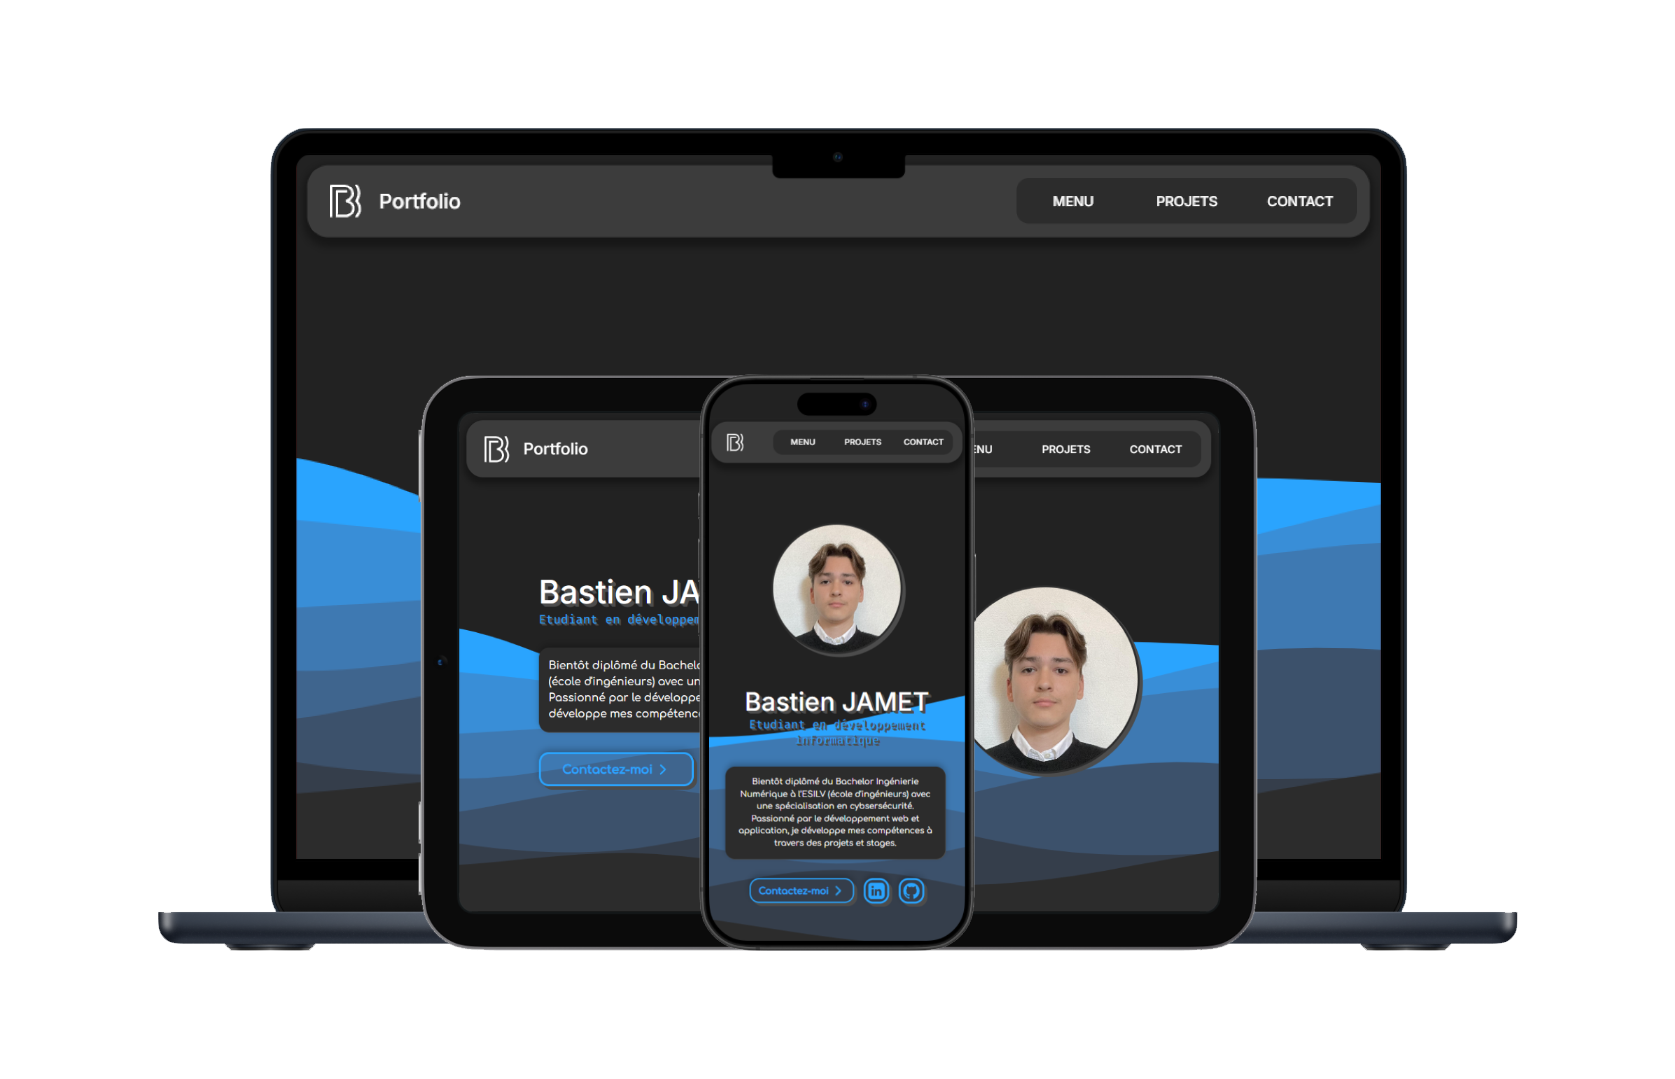 Portfolio
MENU PROJETS CONTACT
Portfolio
ENU PROJETS CONTACT
Bastien JA
Etudiant en développem
Bientôt diplômé du Bachelo
(école d'ingénieurs) avec un
Passionné par le développe
développe mes compétenc
Contactez-moi
MENU PROJETS CONTACT
Bastien JAMET
Etudiant en développement
informatique
Bientôt diplômé du Bachelor Ingénierie
Numérique à l'ESILV (école d'ingénieurs) avec
une spécialisation en cybsersécurité.
Passionné par le développement web et
application, je développe mes compétences à
travers des projets et stages.
Contactez-moi
in